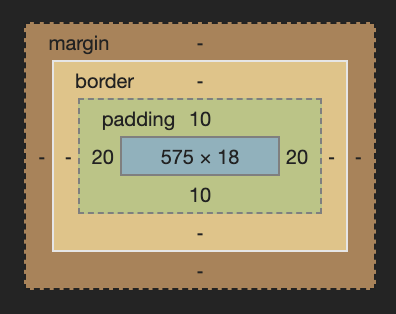 margin -
border -
padding 10
- - 20 575 × 18 20 - -
10
-
-